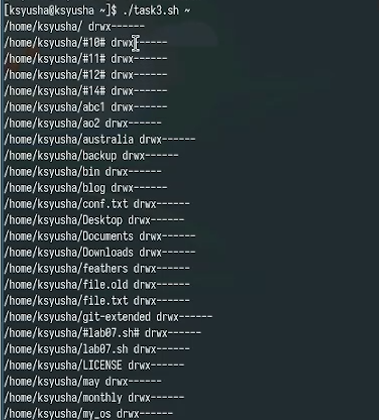 [ksyusha@ksyusha ~]$ ./task3.sh ~
/home/ksyusha/ drwx------
/home/ksyusha/#10# drwx------
/home/ksyusha/#11# drwx------
/home/ksyusha/#12# drwx------
/home/ksyusha/#14# drwx------
/home/ksyusha/abc1 drwx------
/home/ksyusha/ao2 drwx------
/home/ksyusha/australia drwx------
/home/ksyusha/backup drwx------
/home/ksyusha/bin drwx------
/home/ksyusha/blog drwx------
/home/ksyusha/conf.txt drwx------
/home/ksyusha/Desktop drwx------
/home/ksyusha/Documents drwx------
/home/ksyusha/Downloads drwx------
/home/ksyusha/feathers drwx------
/home/ksyusha/file.old drwx------
/home/ksyusha/file.txt drwx------
/home/ksyusha/git-extended drwx------
/home/ksyusha/#lab07.sh# drwx------
/home/ksyusha/lab07.sh drwx------
/home/ksyusha/LICENSE drwx------
/home/ksyusha/may drwx------
/home/ksyusha/monthly drwx------
/home/ksyusha/my_os drwx------